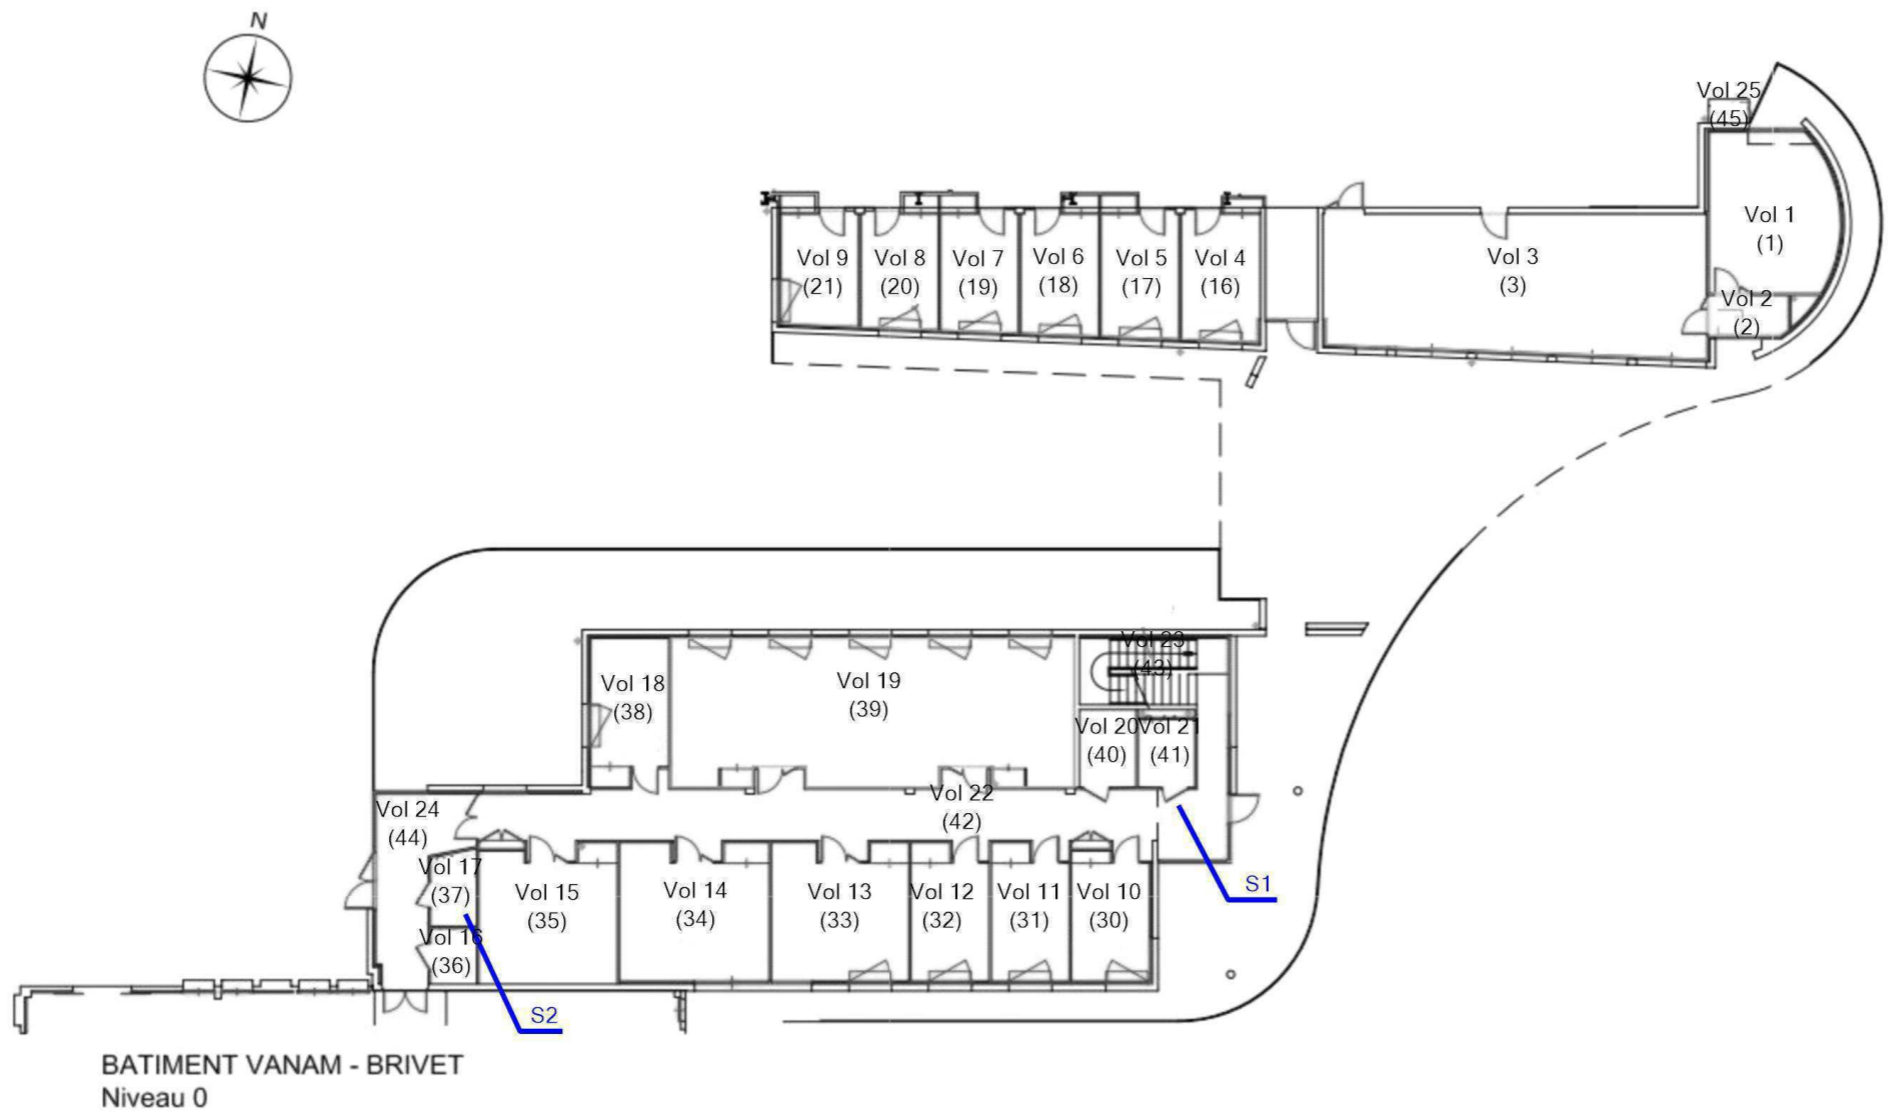 N
Vol 25
(45)
Vol 1
(1)
Vol 9
(21)
Vol 8
(20)
Vol 7
(19)
Vol 6
(18)
Vol 5
(17)
Vol 4
(16)
Vol 3
(3)
Vol 2
(2)
Vol 23
(43)
Vol 18
(38)
Vol 19
(39)
Vol 20
(40)
Vol 21
(41)
Vol 24
(44)
Vol 22
(42)
Vol 17
(37)
Vol 15
(35)
Vol 14
(34)
Vol 13
(33)
Vol 12
(32)
Vol 11
(31)
Vol 10
(30)
S1
Vol 16
(36)
S2
BATIMENT VANAM - BRIVET
Niveau 0